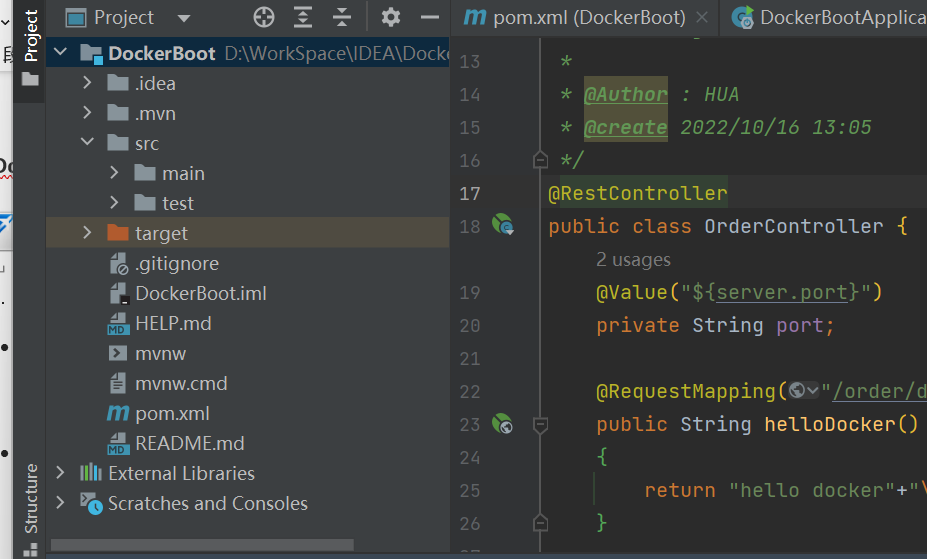 Project
Project
pom.xml (DockerBoot)
DockerBootApplica
DockerBoot D:\WorkSpace\IDEA\Docke
.idea
.mvn
src
main
test
target
.gitignore
DockerBoot.iml
HELP.md
mvnw
mvnw.cmd
pom.xml
README.md
External Libraries
Scratches and Consoles
Structure
13 *
14 * @Author : HUA
15 * @create 2022/10/16 13:05
16 */
17 @RestController
18 public class OrderController {
2 usages
19 @Value("${server.port}")
20 private String port;
21
22 @RequestMapping("/order/d
23 public String helloDocker()
24 {
25 return "hello docker"+"\
26 }